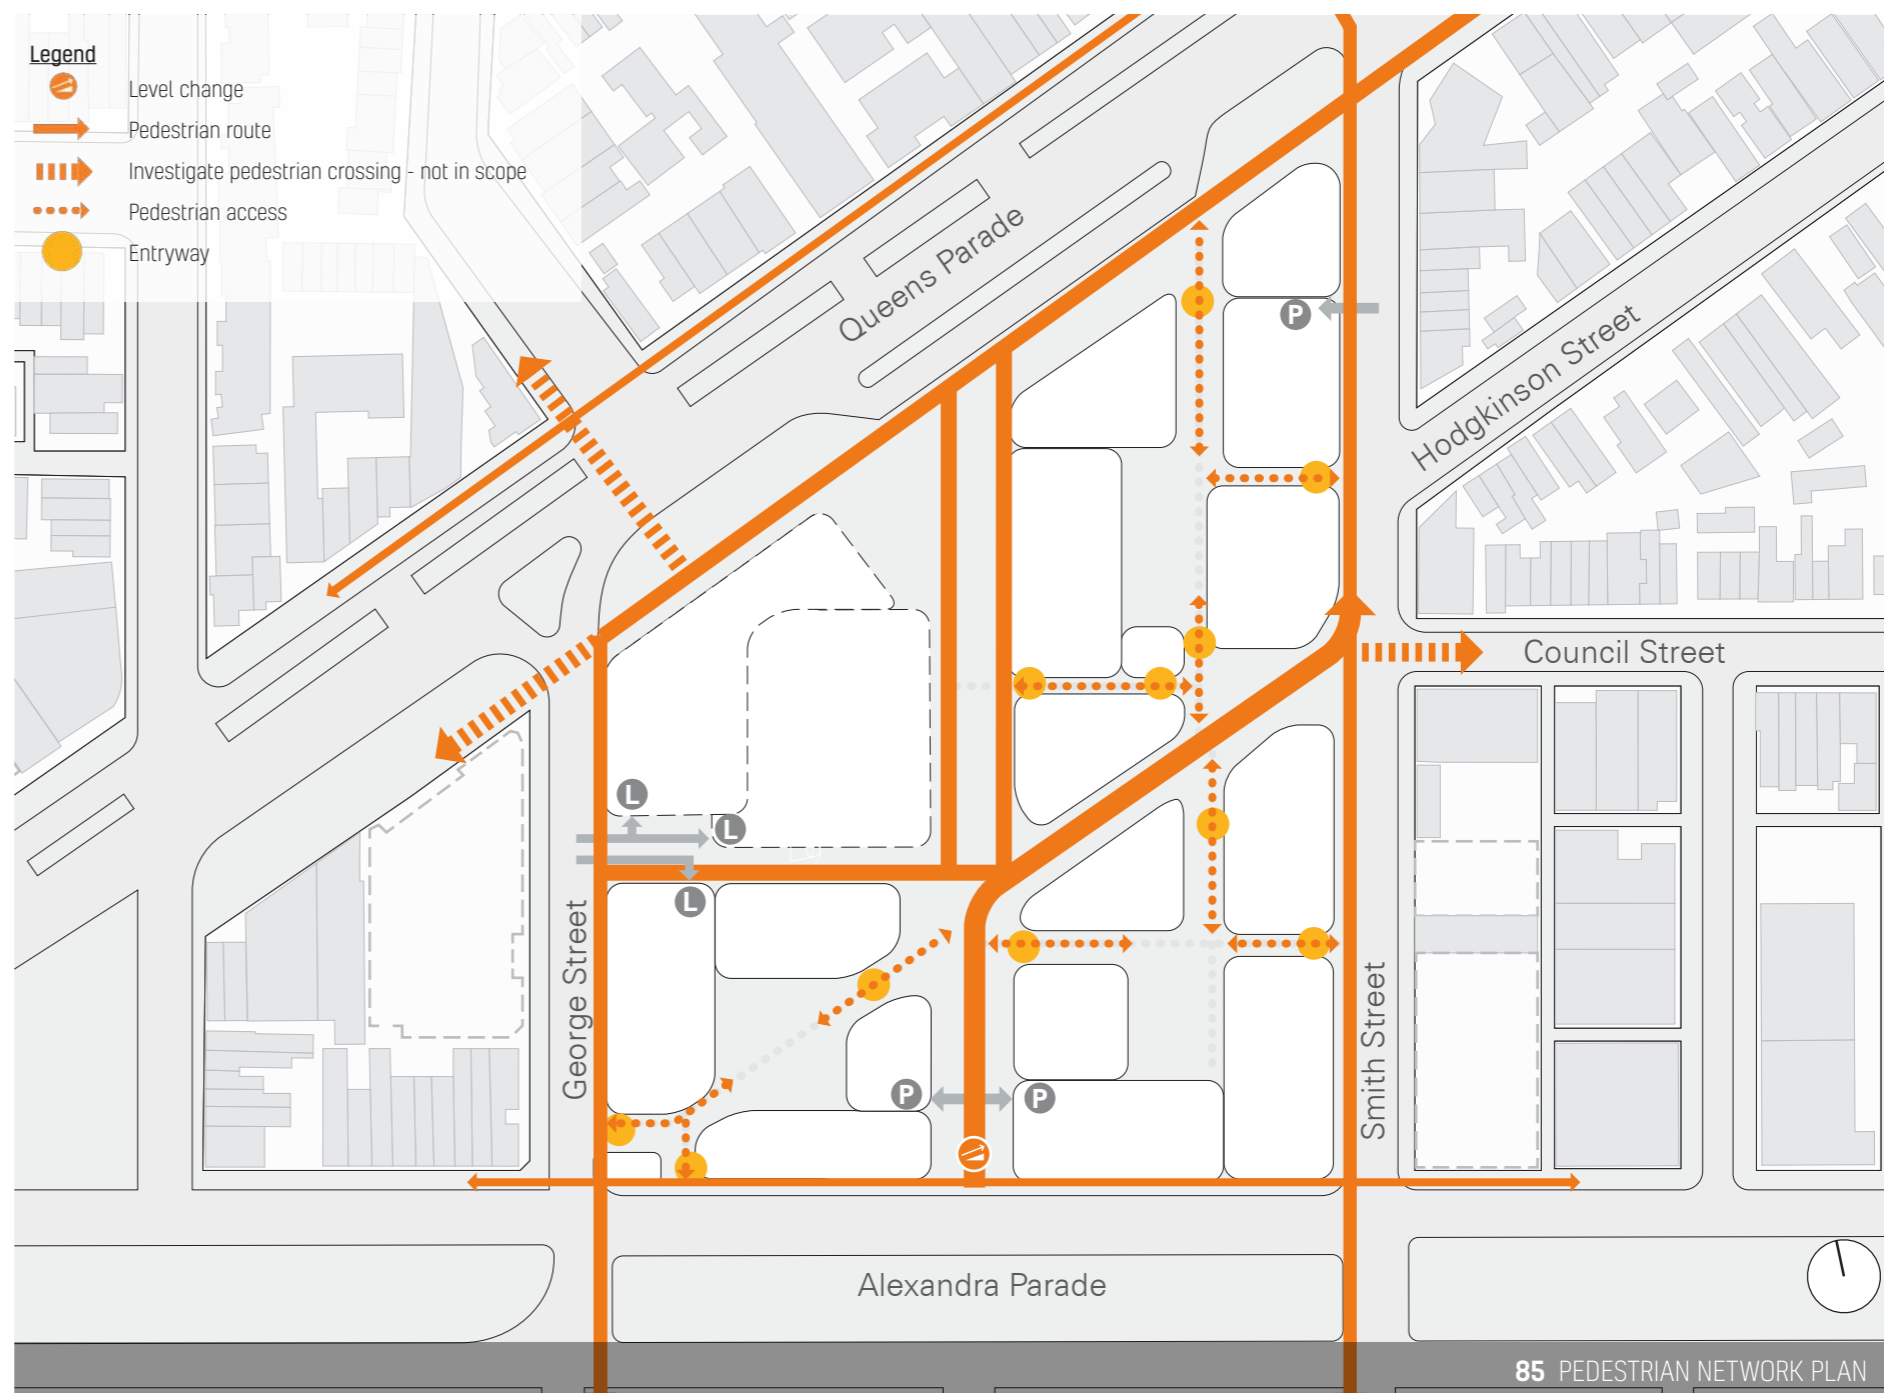 Legend
Level change
Pedestrian route
Investigate pedestrian crossing - not in scope
Pedestrian access
Entryway
Queens Parade
P
Hodgkinson Street
Council Street
L
L
L
George Street
Smith Street
P
P
Alexandra Parade
85 PEDESTRIAN NETWORK PLAN